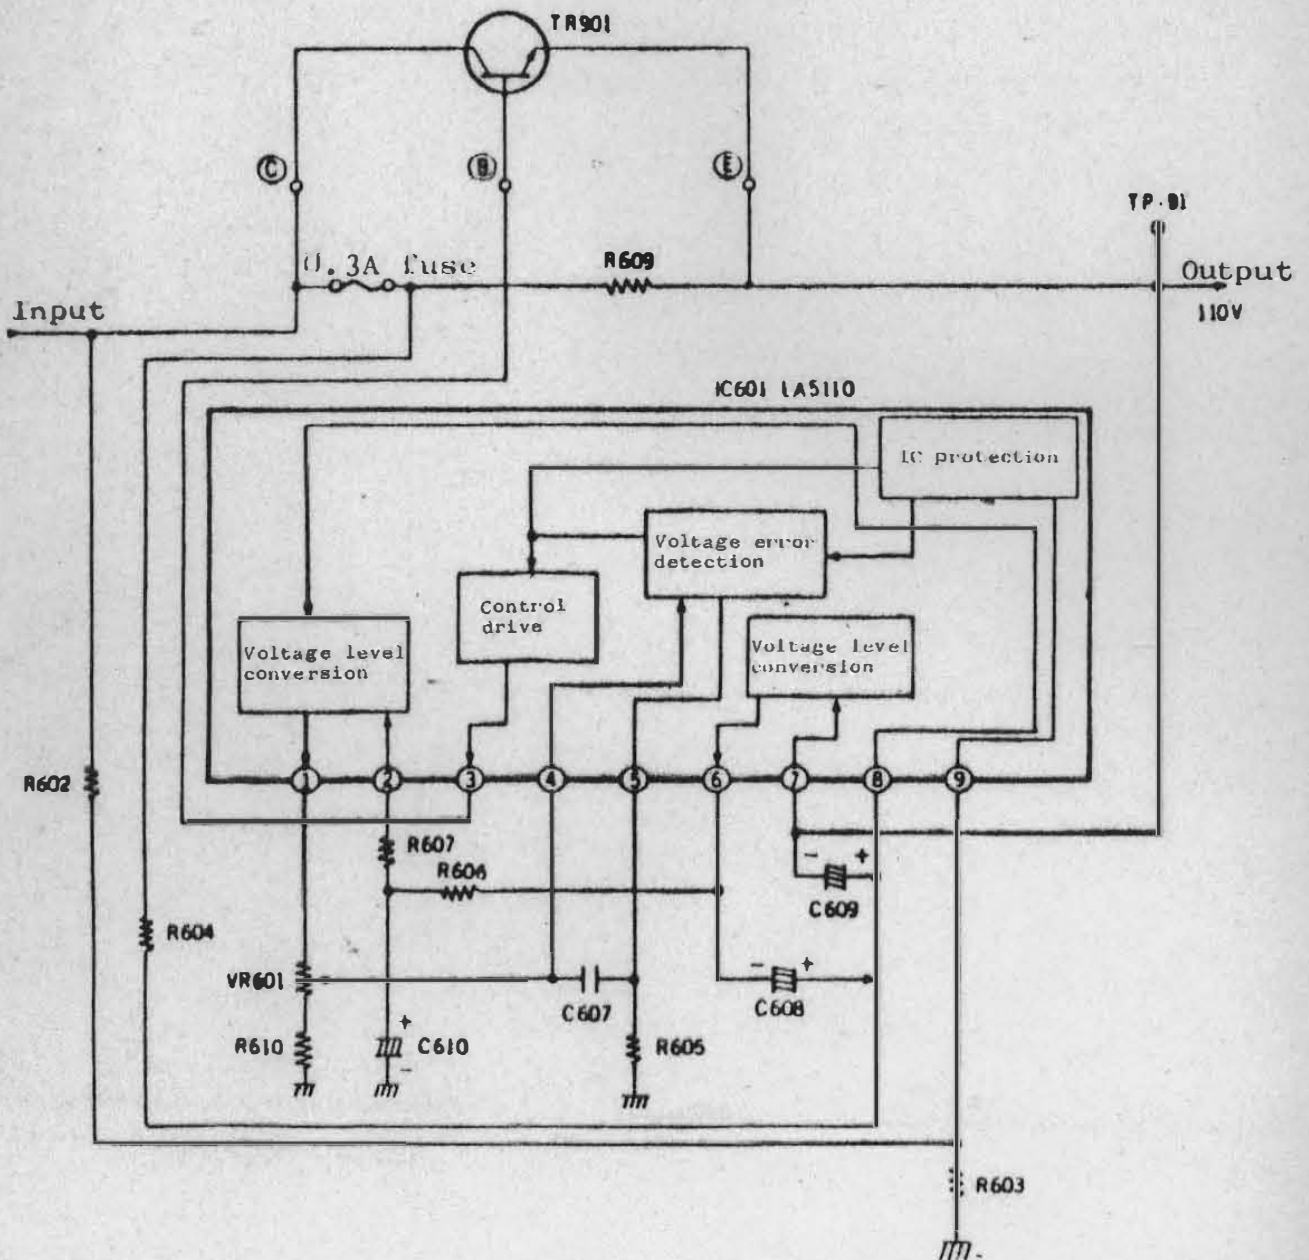 TR901
C
B
E
TP-91
0.3A fuse
R609
Output
Input
110V
IC601 LA5110
IC protection
Voltage error
detection
Control
drive
Voltage level
conversion
Voltage level
conversion
R602
1
2
3
4
5
6
7
8
9
R607
R606
- +
C609
R604
VR601
- +
C607
C608
R610
+
C610
-
R605
R603